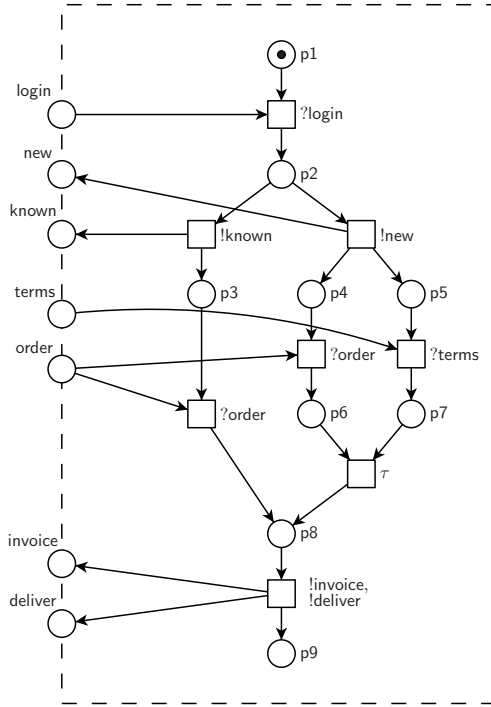 p1
login
?login
new
p2
known
!known
!new
terms
p3
p4
p5
order
?order
?terms
?order
p6
p7
τ
invoice
p8
deliver
!invoice,
!deliver
p9